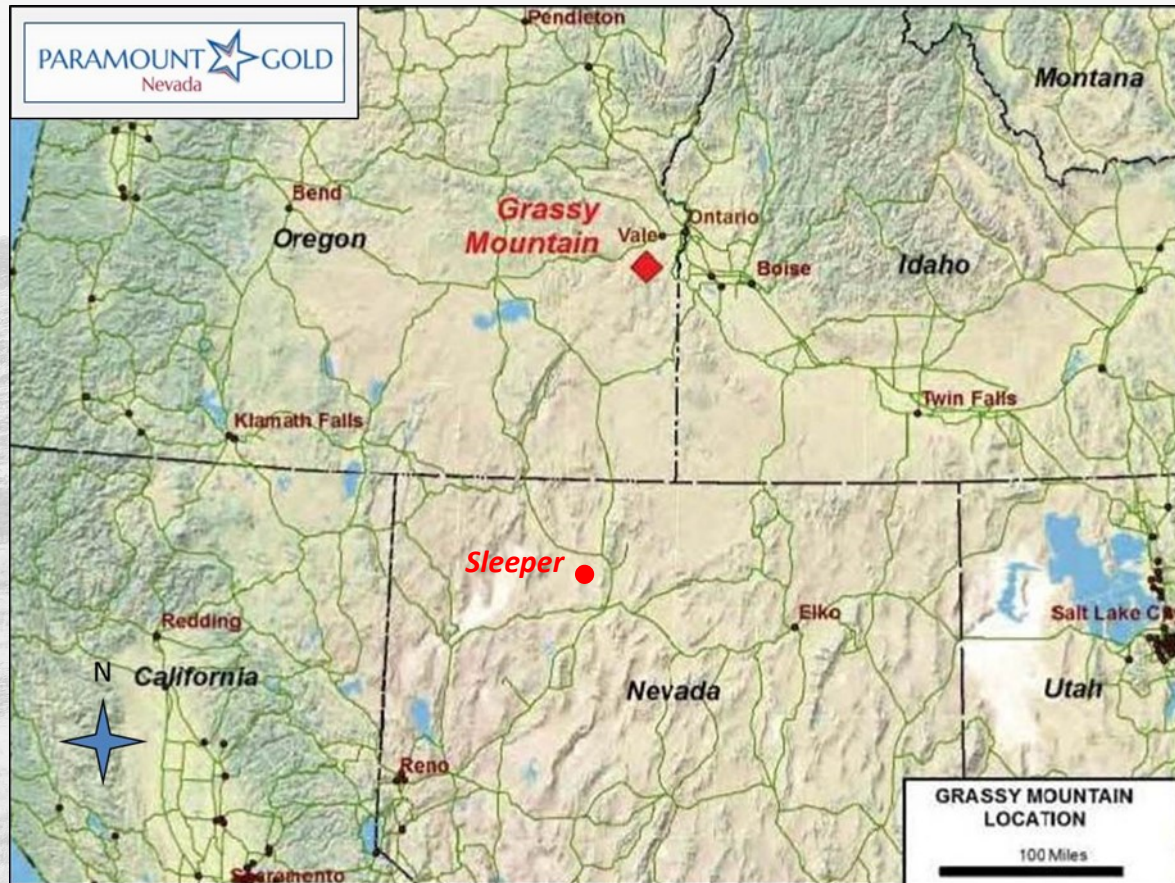 PARAMOUNT GOLD
Nevada
Pendleton
Montana
Bend
Oregon
Grassy
Mountain
Vale
Ontario
Boise
Idaho
Klamath Falls
Twin Falls
Sleeper
Redding
Elko
Salt Lake C
N
California
Nevada
Utah
Reno
GRASSY MOUNTAIN
LOCATION
100 Miles
Sacramento